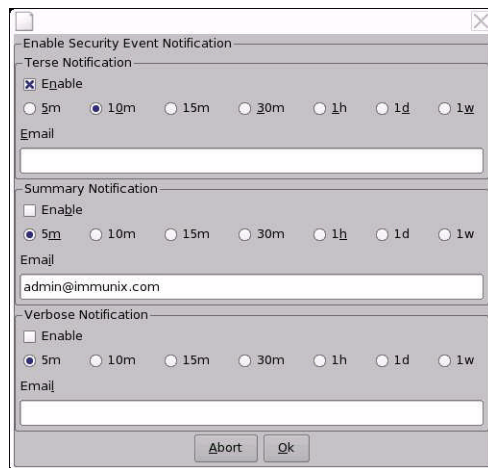 Enable Security Event Notification
Terse Notification
Enable
5m 10m 15m 30m 1h 1d 1w
Email
Summary Notification
Enable
5m 10m 15m 30m 1h 1d 1w
Email
admin@immunix.com
Verbose Notification
Enable
5m 10m 15m 30m 1h 1d 1w
Email
Abort Ok